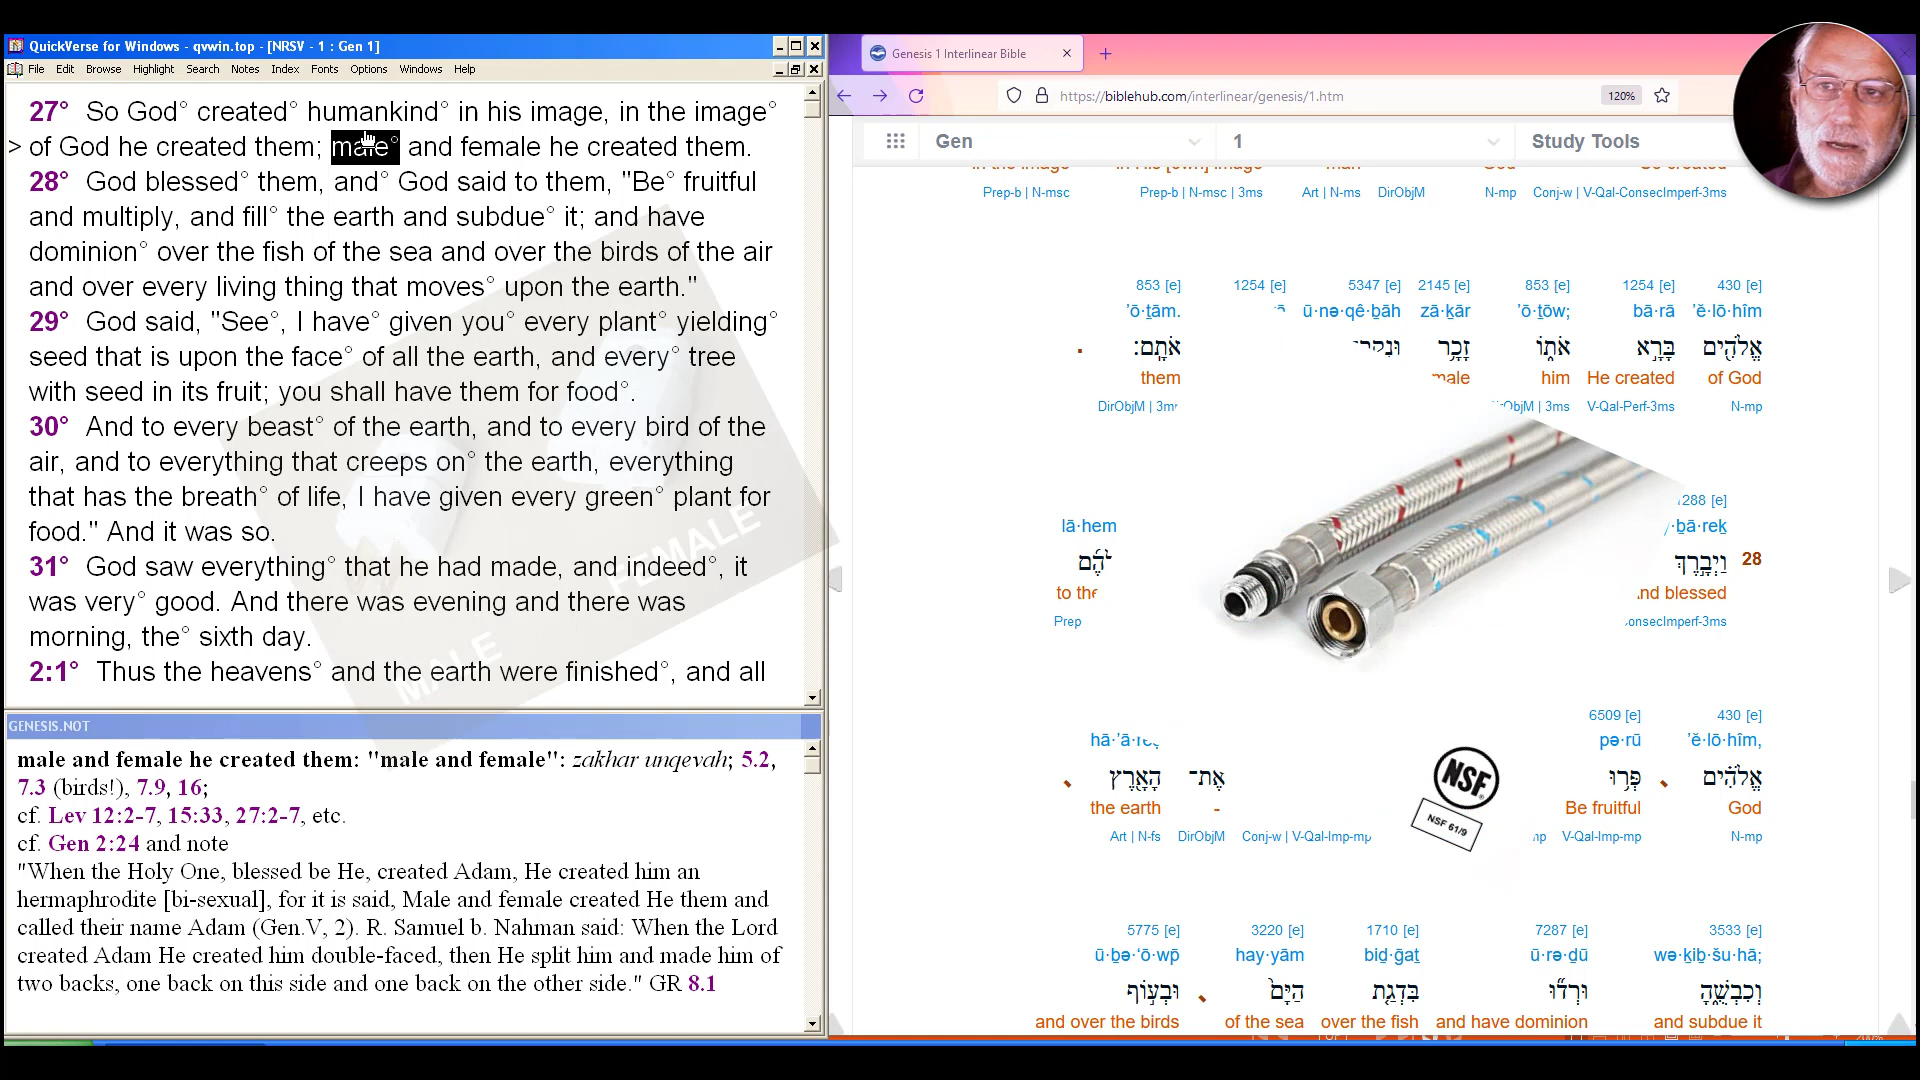 QuickVerse for Windows - qvwin.top - [NRSV - 1 : Gen 1]
File Edit Browse Highlight Search Notes Index Fonts Options Windows Help
27° So God° created° humankind° in his image, in the image°
> of God he created them; male° and female he created them.
28° God blessed° them, and° God said to them, "Be° fruitful
and multiply, and fill° the earth and subdue° it; and have
dominion° over the fish of the sea and over the birds of the air
and over every living thing that moves° upon the earth."
29° God said, "See°, I have° given you° every plant° yielding°
seed that is upon the face° of all the earth, and every° tree
with seed in its fruit; you shall have them for food°.
30° And to every beast° of the earth, and to every bird of the
air, and to everything that creeps on° the earth, everything
that has the breath° of life, I have given every green° plant for
food." And it was so.
31° God saw everything° that he had made, and indeed°, it
was very° good. And there was evening and there was
morning, the° sixth day.
2:1° Thus the heavens° and the earth were finished°, and all
MALE
FEMALE
GENESIS.NOT
male and female he created them: "male and female": zakhar unqevah; 5.2,
7.3 (birds!), 7.9, 16;
cf. Lev 12:2-7, 15:33, 27:2-7, etc.
cf. Gen 2:24 and note
"When the Holy One, blessed be He, created Adam, He created him an
hermaphrodite [bi-sexual], for it is said, Male and female created He them and
called their name Adam (Gen.V, 2). R. Samuel b. Nahman said: When the Lord
created Adam He created him double-faced, then He split him and made him of
two backs, one back on this side and one back on the other side." GR 8.1
Genesis 1 Interlinear Bible
https://biblehub.com/interlinear/genesis/1.htm
120%
Gen 1 Study Tools
Prep-b | N-msc Prep-b | N-msc | 3ms Art | N-ms DirObjM N-mp Conj-w | V-Qal-ConsecImperf-3ms
853 [e] 1254 [e] 5347 [e] 2145 [e] 853 [e] 1254 [e] 430 [e]
’ō·ṯām. ū·nə·qê·ḇāh zā·ḵār ’ō·ṯōw; bā·rā ’ĕ·lō·hîm
אֱלֹהִ֖ים בָּרָ֣א אֹת֑וֹ זָכָ֥ר אֹתָֽם׃
them male him He created of God
DirObjM | 3ms V-Qal-Perf-3ms N-mp
1288 [e]
lā·hem
וַיְבָ֣רֶךְ 28
blessed
Prep
6509 [e] 430 [e]
pə·rū ’ĕ·lō·hîm,
אֱלֹהִ֗ים פְּר֥וּ אֶת־ הָאָ֖רֶץ
the earth - Be fruitful God
Art | N-fs DirObjM Conj-w | V-Qal-Imp-mp V-Qal-Imp-mp N-mp
NSF
NSF 61/9
5775 [e] 3220 [e] 1710 [e] 7287 [e] 3533 [e]
ū·ḇə·‘ō·wp̄ hay·yām biḏ·ḡaṯ ū·rə·ḏū wə·ḵiḇ·šu·hā;
וְכִבְשֻׁ֑הָ וּרְד֞וּ בִּדְגַ֤ת הַיָּם֙ וּבְע֣וֹף
and over the birds of the sea over the fish and have dominion and subdue it